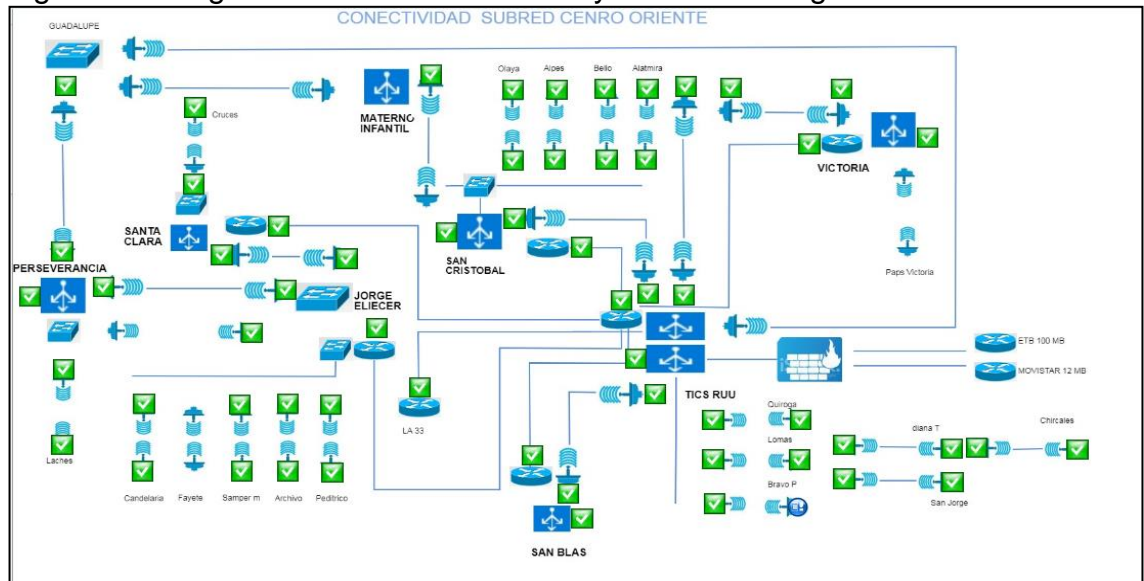 CONECTIVIDAD SUBRED CENRO ORIENTE
GUADALUPE
Cruces
MATERNO
INFANTIL
Olaya
Alpes
Bello
Alatmira
VICTORIA
Paps Victoria
SANTA
CLARA
SAN
CRISTOBAL
PERSEVERANCIA
JORGE
ELIECER
ETB 100 MB
MOVISTAR 12 MB
TICS RUU
LA 33
Quiroga
Lomas
Bravo P
diana T
Chircales
San Jorge
Laches
Candelaria
Fayete
Samper m
Archivo
Peditrico
SAN BLAS